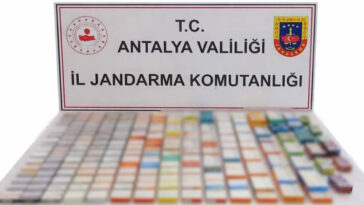 T.C.
ANTALYA VALİLİĞİ
İL JANDARMA KOMUTANLIĞI